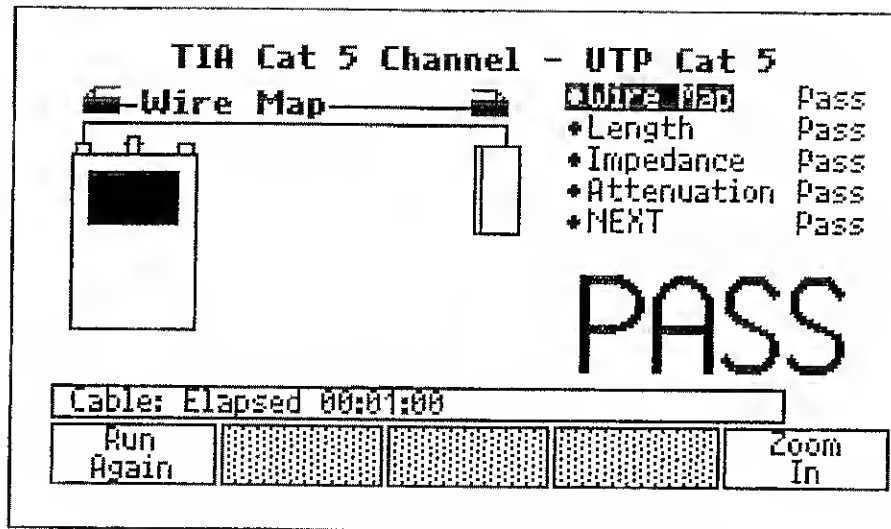 TIA Cat 5 Channel - UTP Cat 5
Wire Map
•Wire Map Pass
•Length Pass
•Impedance Pass
•Attenuation Pass
•NEXT Pass
PASS
Cable: Elapsed 00:01:00
Run Again
Zoom In